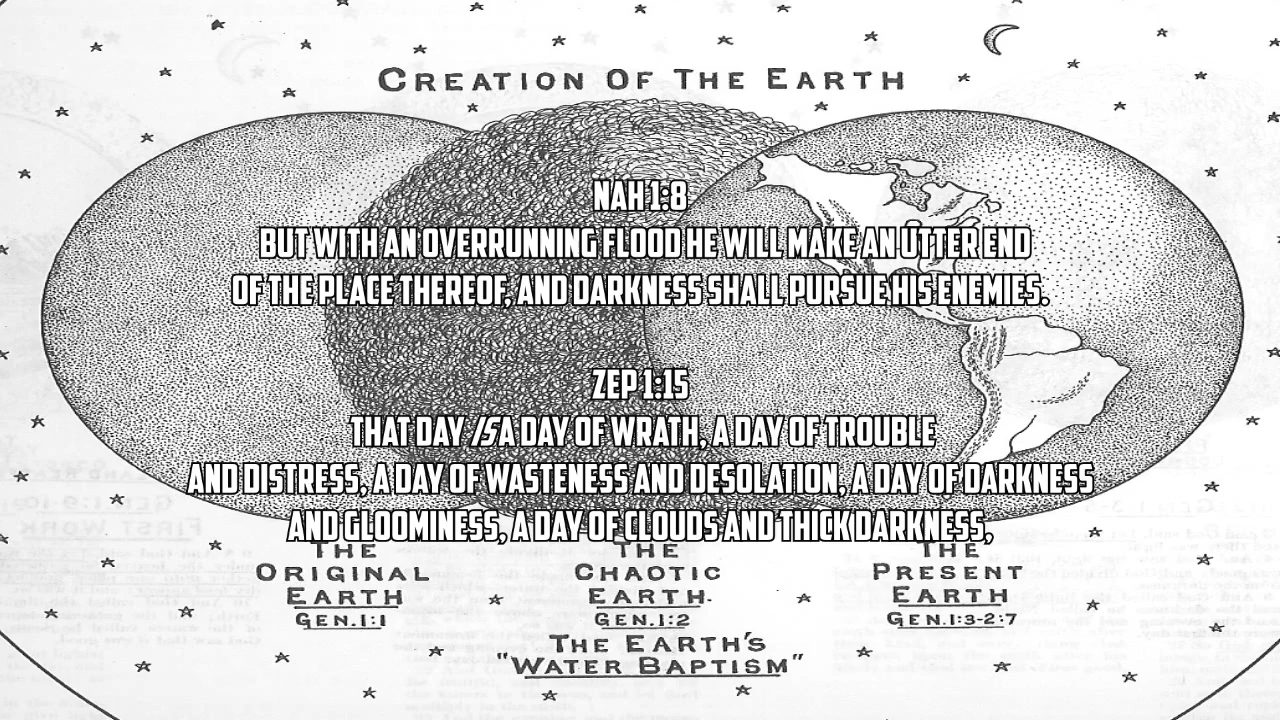 CREATION OF THE EARTH
NAH 1:8
BUT WITH AN OVERRUNNING FLOOD HE WILL MAKE AN UTTER END
OF THE PLACE THEREOF, AND DARKNESS SHALL PURSUE HIS ENEMIES.
ZEP 1:15
THAT DAY IS A DAY OF WRATH, A DAY OF TROUBLE
AND DISTRESS, A DAY OF WASTENESS AND DESOLATION, A DAY OF DARKNESS
AND GLOOMINESS, A DAY OF CLOUDS AND THICK DARKNESS,
THE
ORIGINAL
EARTH
GEN.1:1
THE
CHAOTIC
EARTH.
GEN.1:2
THE EARTH'S
"WATER BAPTISM"
THE
PRESENT
EARTH
GEN.1:3-2:7